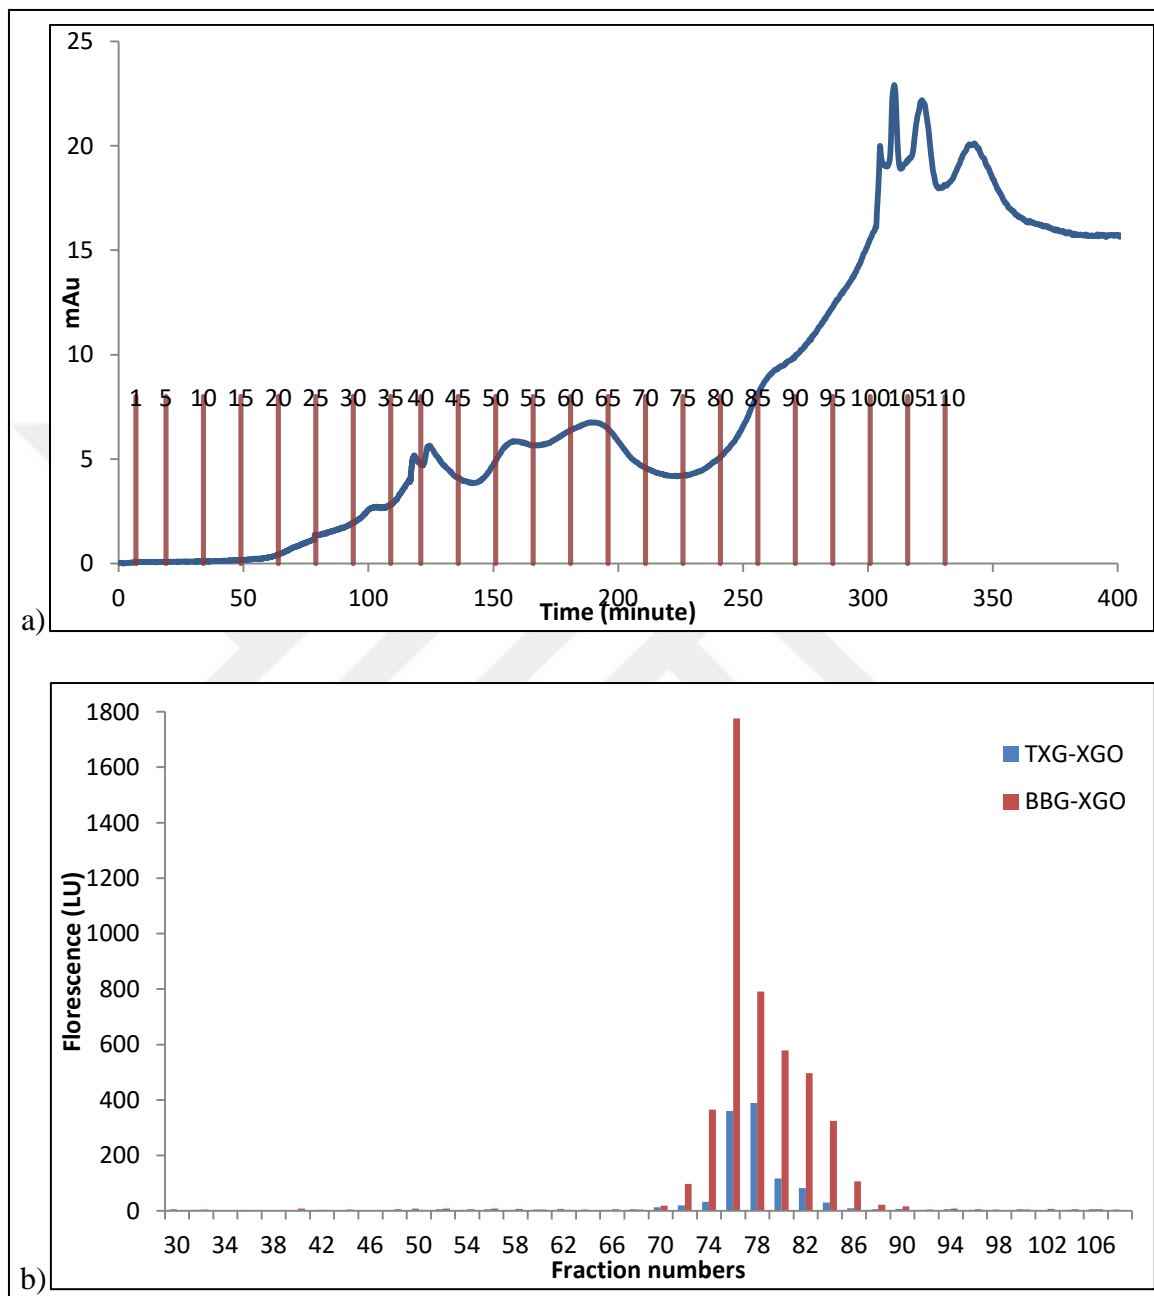 25
20
15
10
5
0
mAu
1 5 10 15 20 25 30 35 40 45 50 55 60 65 70 75 80 85 90 95 100 105 110
0 50 100 150 200 250 300 350 400
Time (minute)
a)
1800
1600
1400
1200
1000
800
600
400
200
0
Florescence (LU)
TXG-XGO
BBG-XGO
30 34 38 42 46 50 54 58 62 66 70 74 78 82 86 90 94 98 102 106
Fraction numbers
b)